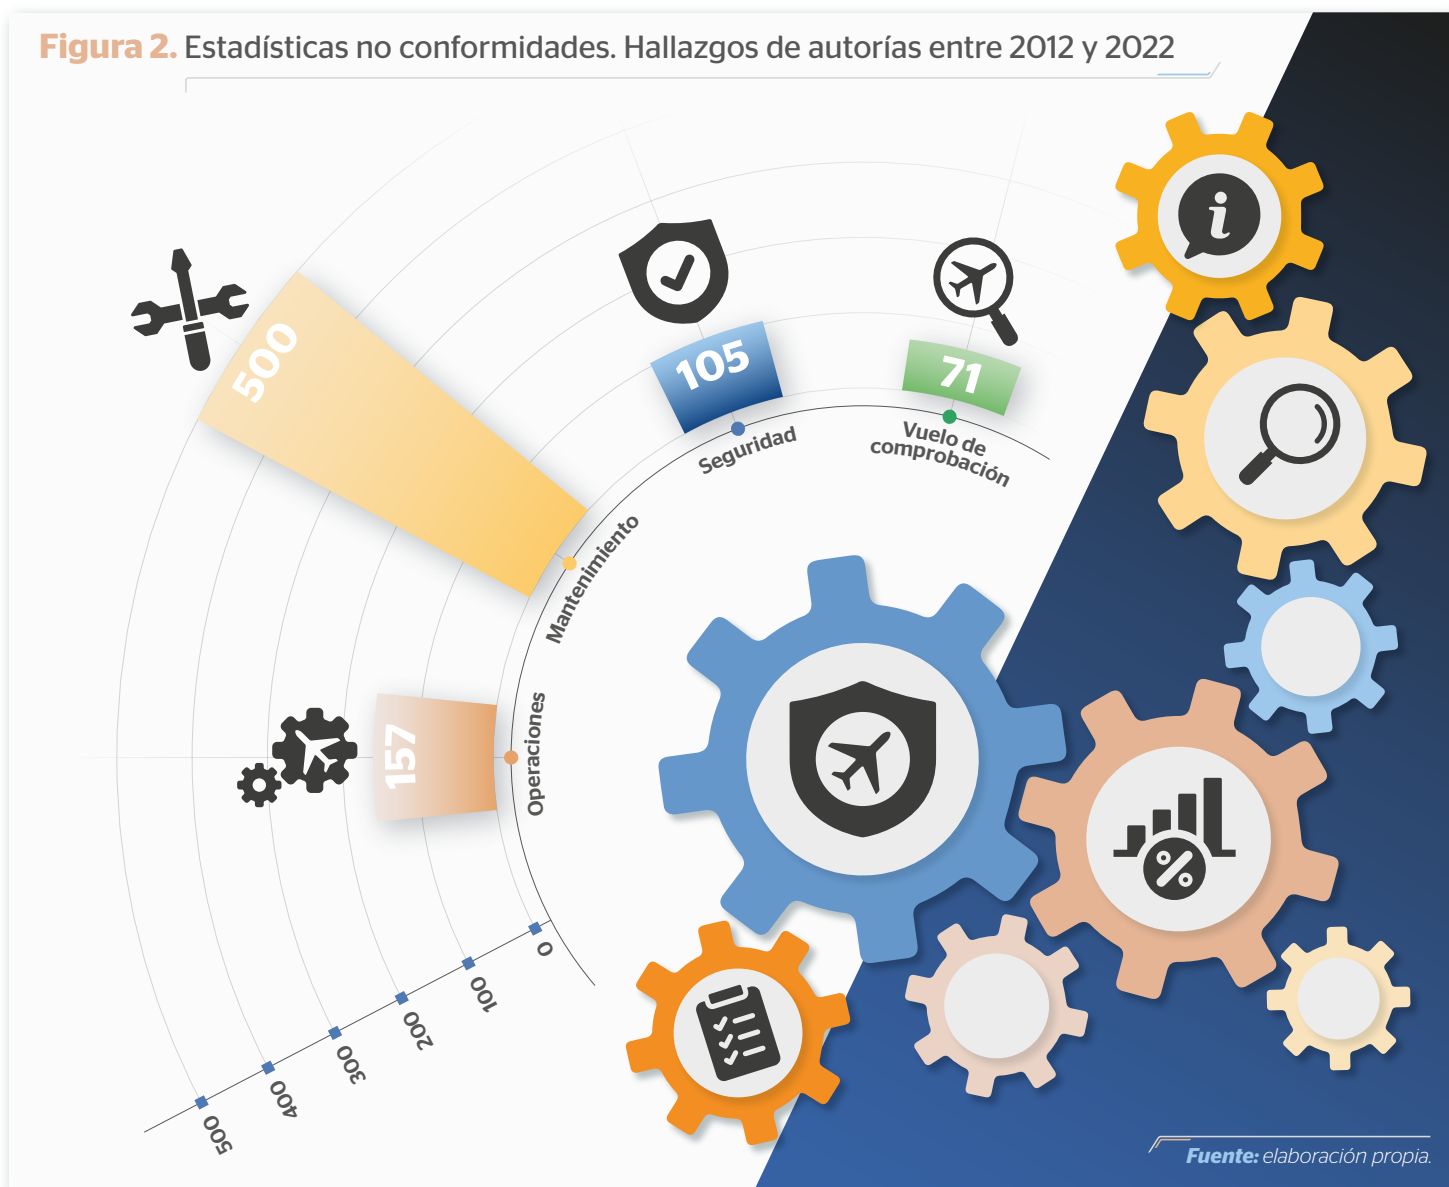 Figura 2. Estadísticas no conformidades. Hallazgos de autorías entre 2012 y 2022
500
105
71
Seguridad
Vuelo de
comprobación
Mantenimiento
157
Operaciones
0
100
200
300
400
500
i
%
Fuente: elaboración propia.